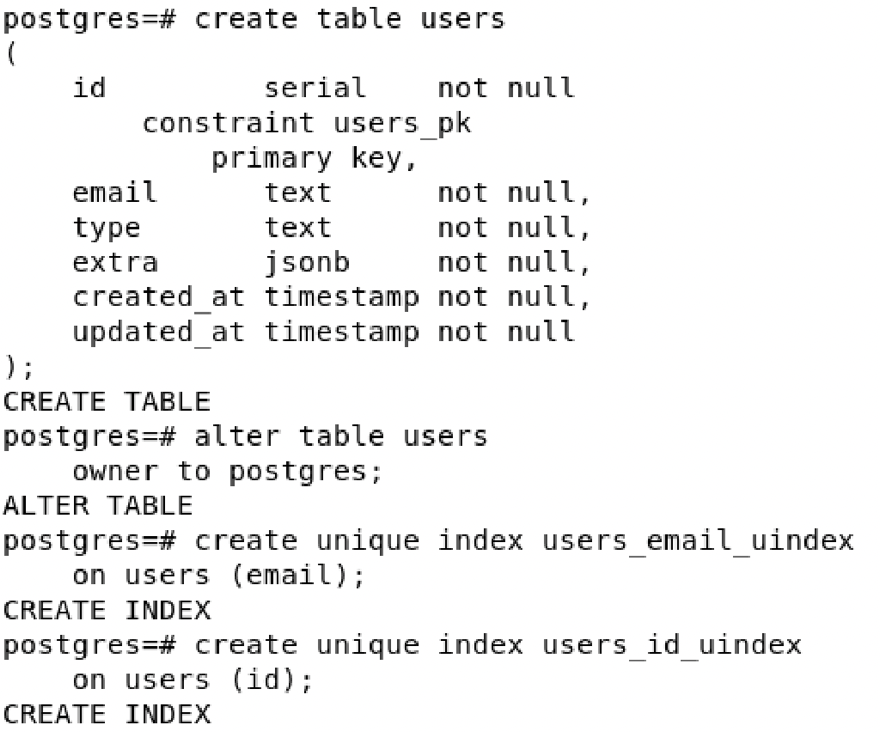 postgres=# create table users
(
    id         serial    not null
        constraint users_pk
            primary key,
    email      text      not null,
    type       text      not null,
    extra      jsonb     not null,
    created_at timestamp not null,
    updated_at timestamp not null
);
CREATE TABLE
postgres=# alter table users
    owner to postgres;
ALTER TABLE
postgres=# create unique index users_email_uindex
    on users (email);
CREATE INDEX
postgres=# create unique index users_id_uindex
    on users (id);
CREATE INDEX